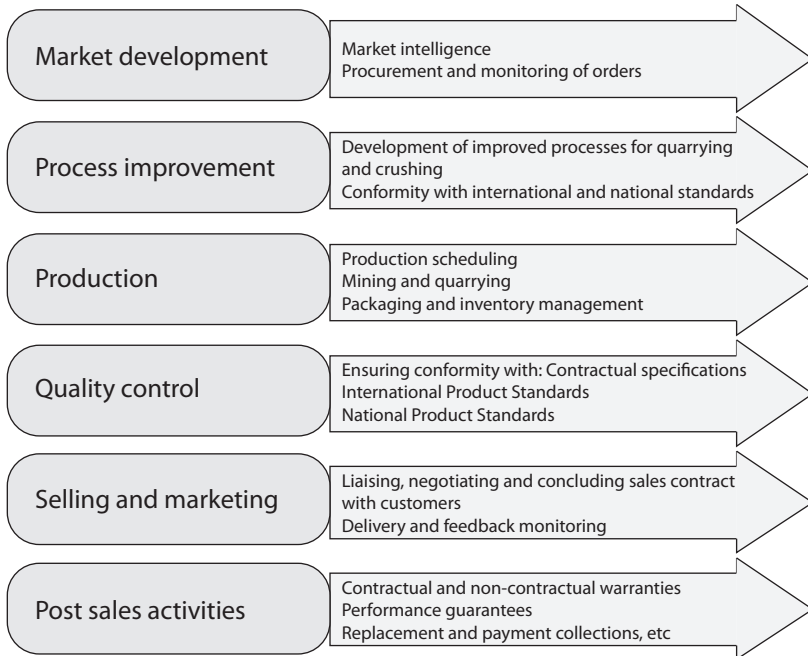 Market development
Market intelligence
Procurement and monitoring of orders
Process improvement
Development of improved processes for quarrying
and crushing
Conformity with international and national standards
Production
Production scheduling
Mining and quarrying
Packaging and inventory management
Quality control
Ensuring conformity with: Contractual specifications
International Product Standards
National Product Standards
Selling and marketing
Liaising, negotiating and concluding sales contract
with customers
Delivery and feedback monitoring
Post sales activities
Contractual and non-contractual warranties
Performance guarantees
Replacement and payment collections, etc